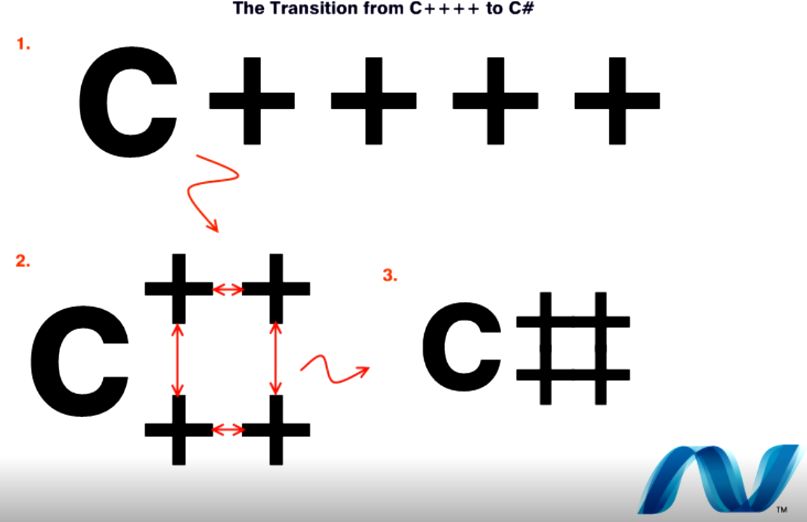 The Transition from C++++ to C#
1.
C++++
2.
C++
++
3.
C#
TM